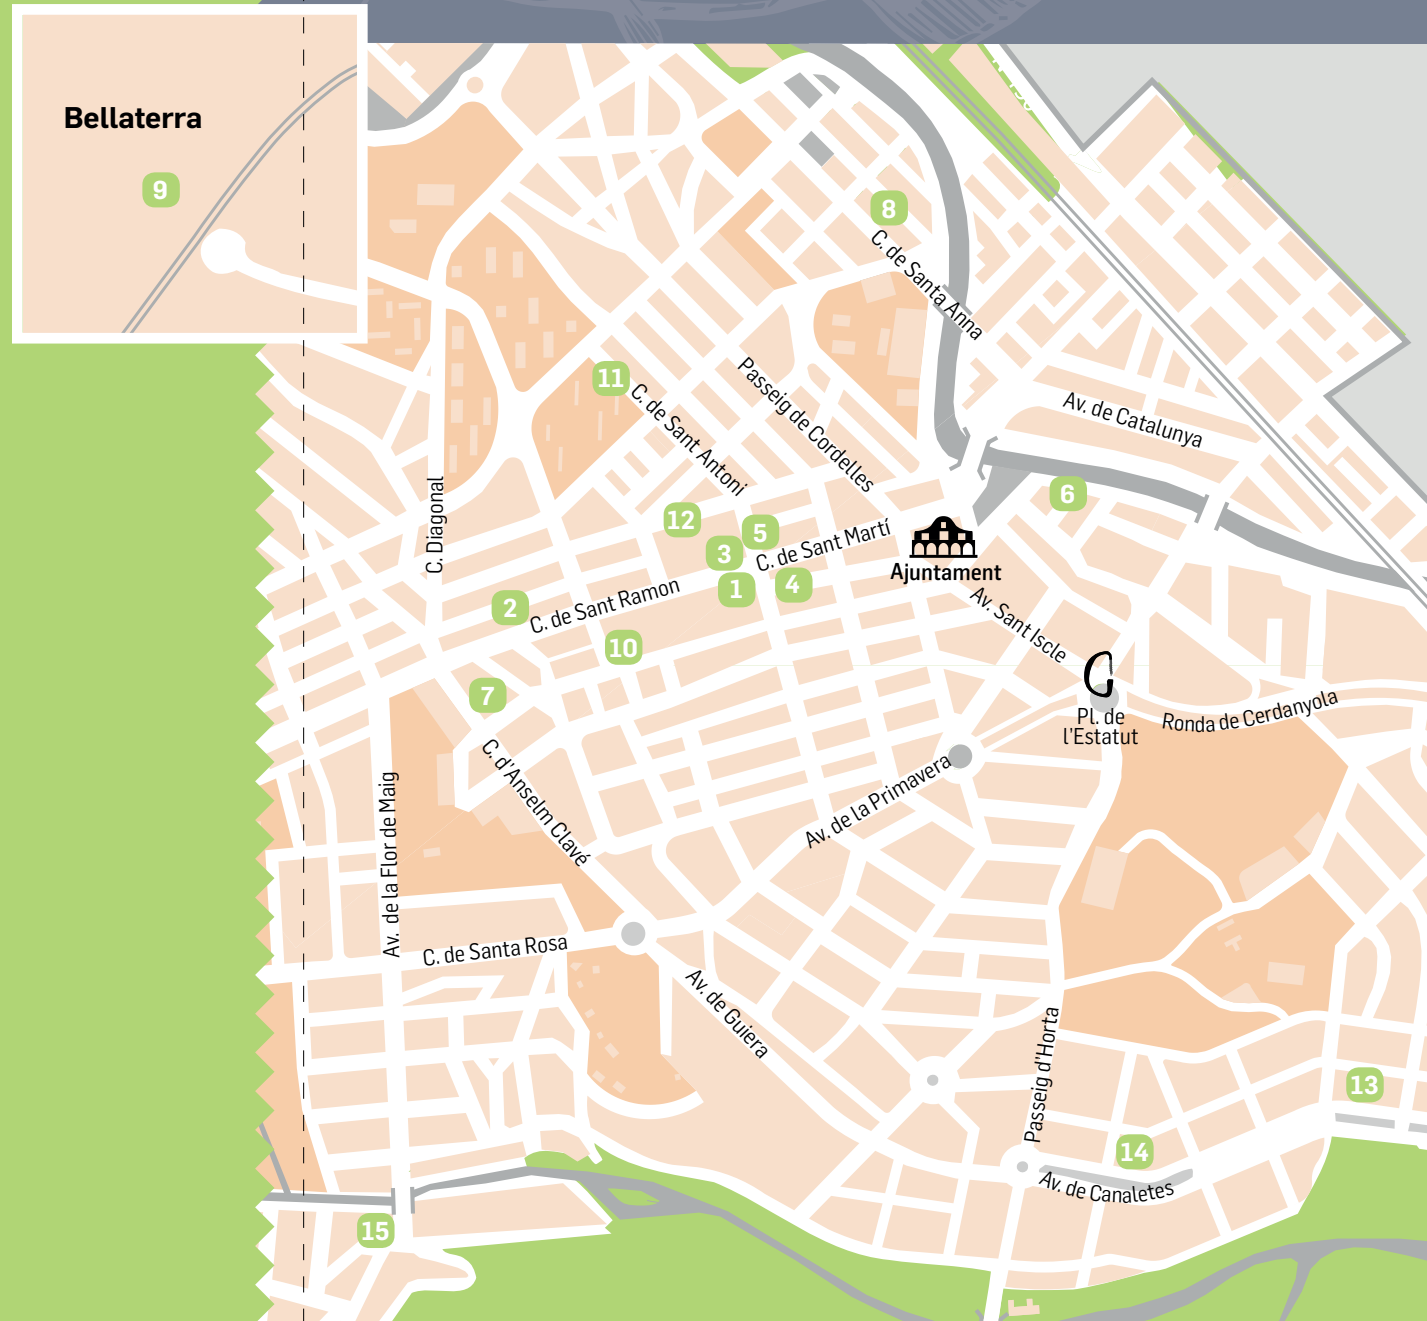 Bellaterra
9
8
C. de Santa Anna
11
C. de Sant Antoni
Passeig de Cordelles
Av. de Catalunya
C. Diagonal
12
5
3
C. de Sant Martí
6
1
4
Ajuntament
2
C. de Sant Ramon
10
Av. Sant Iscle
7
Pl. de
l'Estatut
Ronda de Cerdanyola
C. d'Anselm Clavé
Av. de la Primavera
Av. de la Flor de Maig
C. de Santa Rosa
Av. de Guiera
Passeig d'Horta
13
14
Av. de Canaletes
15